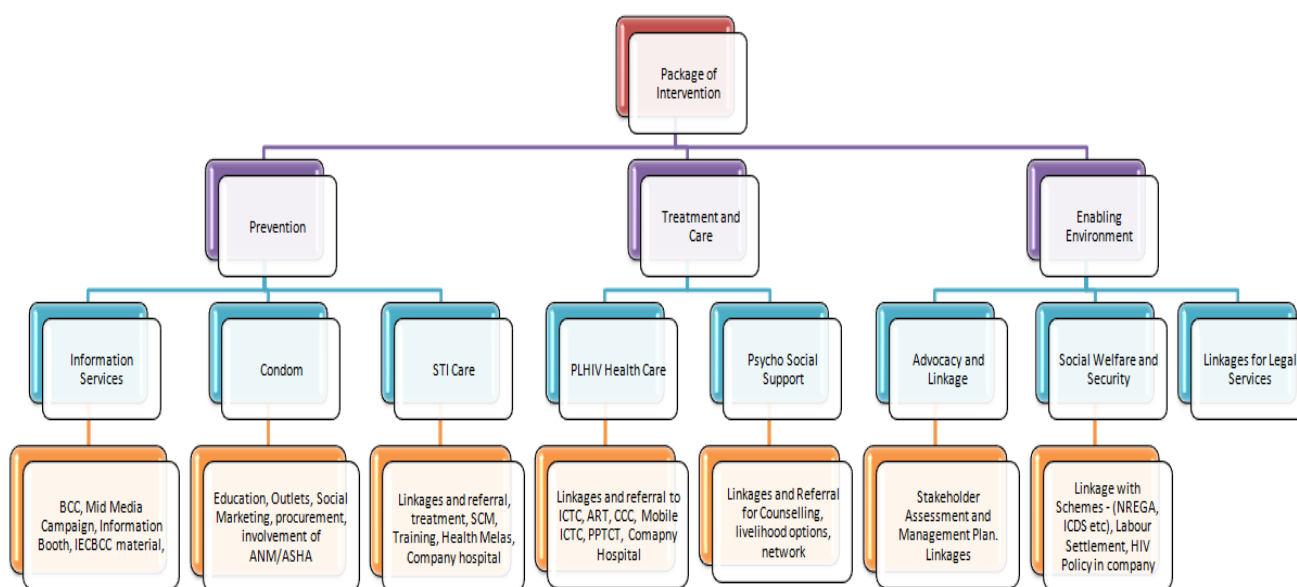 Package of
Intervention
Prevention
Treatment and
Care
Enabling
Environment
Information
Services
Condom
STI Care
PLHIV Health Care
Psycho Social
Support
Advocacy and
Linkage
Social Welfare and
Security
Linkages for Legal
Services
BCC, Mid Media
Campaign, Information
Booth, IECBCC material,
Education, Outlets, Social
Marketing, procurement,
involvement of
ANM/ASHA
Linkages and referral,
treatment, SCM,
Training, Health Melas,
Company hospital
Linkages and referral to
ICTC, ART, CCC, Mobile
ICTC, PPTCT, Comapny
Hospital
Linkages and Referral
for Counselling,
livelihood options,
network
Stakeholder
Assessment and
Management Plan.
Linkages
Linkage with
Schemes - (NREGA,
ICDS etc), Labour
Settlement, HIV
Policy in company